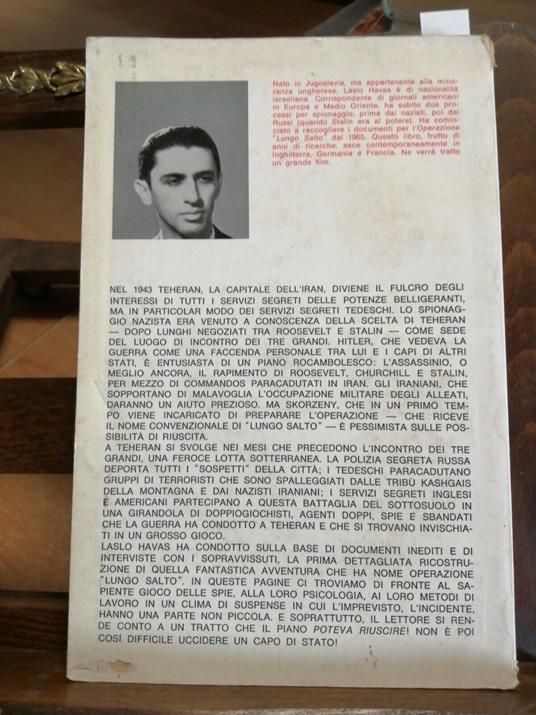 Nato in Jugoslavia, ma appartenente alla mino-
ranza ungherese, Laslo Havas è di nazionalità
israeliana. Corrispondente di giornali americani
in Europa e Medio Oriente, ha subito due pro-
cessi per spionaggio, prima dai nazisti, poi dai
Russi (quando Stalin era al potere). Ha comin-
ciato a raccogliere i documenti per l'Operazione
"Lungo Salto" dal 1965. Questo libro, frutto di
anni di ricerche, esce contemporaneamente in
Inghilterra, Germania e Francia. Ne verrà tratto
un grande film.
NEL 1943 TEHERAN, LA CAPITALE DELL'IRAN, DIVIENE IL FULCRO DEGLI
INTERESSI DI TUTTI I SERVIZI SEGRETI DELLE POTENZE BELLIGERANTI,
MA IN PARTICOLAR MODO DEI SERVIZI SEGRETI TEDESCHI. LO SPIONAG-
GIO NAZISTA ERA VENUTO A CONOSCENZA DELLA SCELTA DI TEHERAN
— DOPO LUNGHI NEGOZIATI TRA ROOSEVELT E STALIN — COME SEDE
DEL LUOGO DI INCONTRO DEI TRE GRANDI. HITLER, CHE VEDEVA LA
GUERRA COME UNA FACCENDA PERSONALE TRA LUI E I CAPI DI ALTRI
STATI, È ENTUSIASTA DI UN PIANO ROCAMBOLESCO: L'ASSASSINIO, O
MEGLIO ANCORA, IL RAPIMENTO DI ROOSEVELT, CHURCHILL E STALIN,
PER MEZZO DI COMMANDOS PARACADUTATI IN IRAN. GLI IRANIANI, CHE
SOPPORTANO DI MALAVOGLIA L'OCCUPAZIONE MILITARE DEGLI ALLEATI,
DARANNO UN AIUTO PREZIOSO. MA SKORZENY, CHE IN UN PRIMO TEM-
PO VIENE INCARICATO DI PREPARARE L'OPERAZIONE — CHE RICEVE
IL NOME CONVENZIONALE DI "LUNGO SALTO" — È PESSIMISTA SULLE POS-
SIBILITÀ DI RIUSCITA.
A TEHERAN SI SVOLGE NEI MESI CHE PRECEDONO L'INCONTRO DEI TRE
GRANDI, UNA FEROCE LOTTA SOTTERRANEA. LA POLIZIA SEGRETA RUSSA
DEPORTA TUTTI I "SOSPETTI" DELLA CITTÀ; I TEDESCHI PARACADUTANO
GRUPPI DI TERRORISTI CHE SONO SPALLEGGIATI DALLE TRIBÙ KASHGAIS
DELLA MONTAGNA E DAI NAZISTI IRANIANI; I SERVIZI SEGRETI INGLESI
E AMERICANI PARTECIPANO A QUESTA BATTAGLIA DEL SOTTOSUOLO IN
UNA GIRANDOLA DI DOPPIOGIOCHISTI, AGENTI DOPPI, SPIE E SBANDATI
CHE LA GUERRA HA CONDOTTO A TEHERAN E CHE SI TROVANO INVISCHIA-
TI IN UN GROSSO GIOCO.
LASLO HAVAS HA CONDOTTO SULLA BASE DI DOCUMENTI INEDITI E DI
INTERVISTE CON I SOPRAVVISSUTI, LA PRIMA DETTAGLIATA RICOSTRU-
ZIONE DI QUELLA FANTASTICA AVVENTURA CHE HA NOME OPERAZIONE
"LUNGO SALTO". IN QUESTE PAGINE CI TROVIAMO DI FRONTE AL SA-
PIENTE GIOCO DELLE SPIE, ALLA LORO PSICOLOGIA, AI LORO METODI DI
LAVORO IN UN CLIMA DI SUSPENSE IN CUI L'IMPREVISTO, L'INCIDENTE,
HANNO UNA PARTE NON PICCOLA. E SOPRATTUTTO, IL LETTORE SI REN-
DE CONTO A UN TRATTO CHE IL PIANO POTEVA RIUSCIRE! NON È POI
COSÍ DIFFICILE UCCIDERE UN CAPO DI STATO!